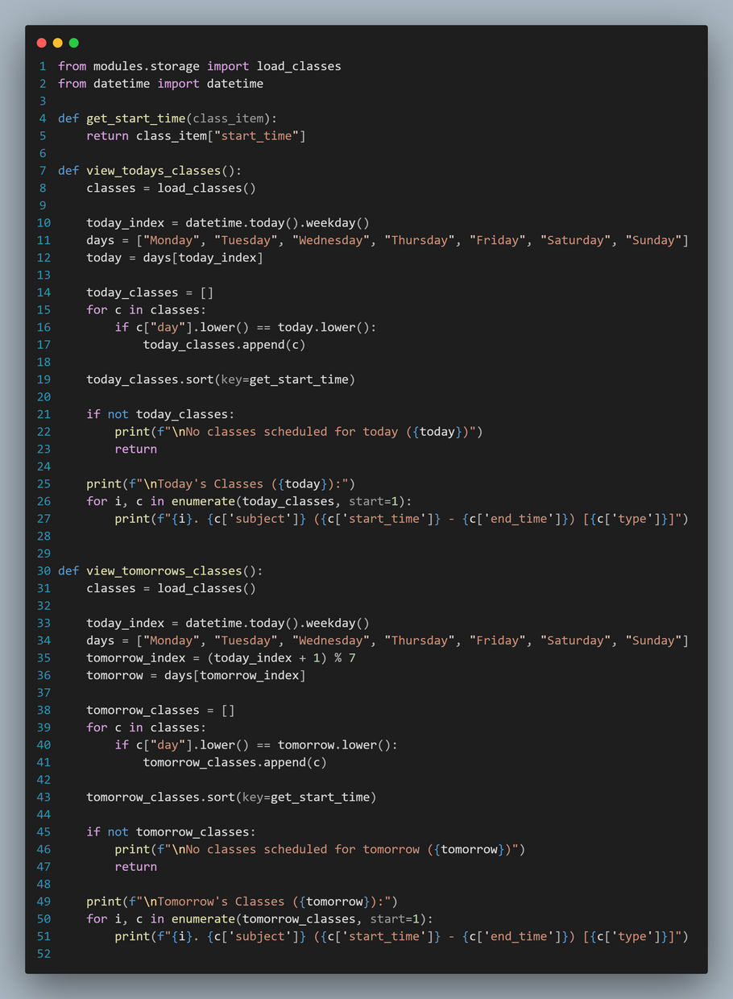 1 from modules.storage import load_classes
2 from datetime import datetime
3
4 def get_start_time(class_item):
5     return class_item["start_time"]
6
7 def view_todays_classes():
8     classes = load_classes()
9
10     today_index = datetime.today().weekday()
11     days = ["Monday", "Tuesday", "Wednesday", "Thursday", "Friday", "Saturday", "Sunday"]
12     today = days[today_index]
13
14     today_classes = []
15     for c in classes:
16         if c["day"].lower() == today.lower():
17             today_classes.append(c)
18
19     today_classes.sort(key=get_start_time)
20
21     if not today_classes:
22         print(f"\nNo classes scheduled for today ({today})")
23         return
24
25     print(f"\nToday's Classes ({today}):")
26     for i, c in enumerate(today_classes, start=1):
27         print(f"{i}. {c['subject']} ({c['start_time']} - {c['end_time']}) [{c['type']}]")
28
29
30 def view_tomorrows_classes():
31     classes = load_classes()
32
33     today_index = datetime.today().weekday()
34     days = ["Monday", "Tuesday", "Wednesday", "Thursday", "Friday", "Saturday", "Sunday"]
35     tomorrow_index = (today_index + 1) % 7
36     tomorrow = days[tomorrow_index]
37
38     tomorrow_classes = []
39     for c in classes:
40         if c["day"].lower() == tomorrow.lower():
41             tomorrow_classes.append(c)
42
43     tomorrow_classes.sort(key=get_start_time)
44
45     if not tomorrow_classes:
46         print(f"\nNo classes scheduled for tomorrow ({tomorrow})")
47         return
48
49     print(f"\nTomorrow's Classes ({tomorrow}):")
50     for i, c in enumerate(tomorrow_classes, start=1):
51         print(f"{i}. {c['subject']} ({c['start_time']} - {c['end_time']}) [{c['type']}]")
52